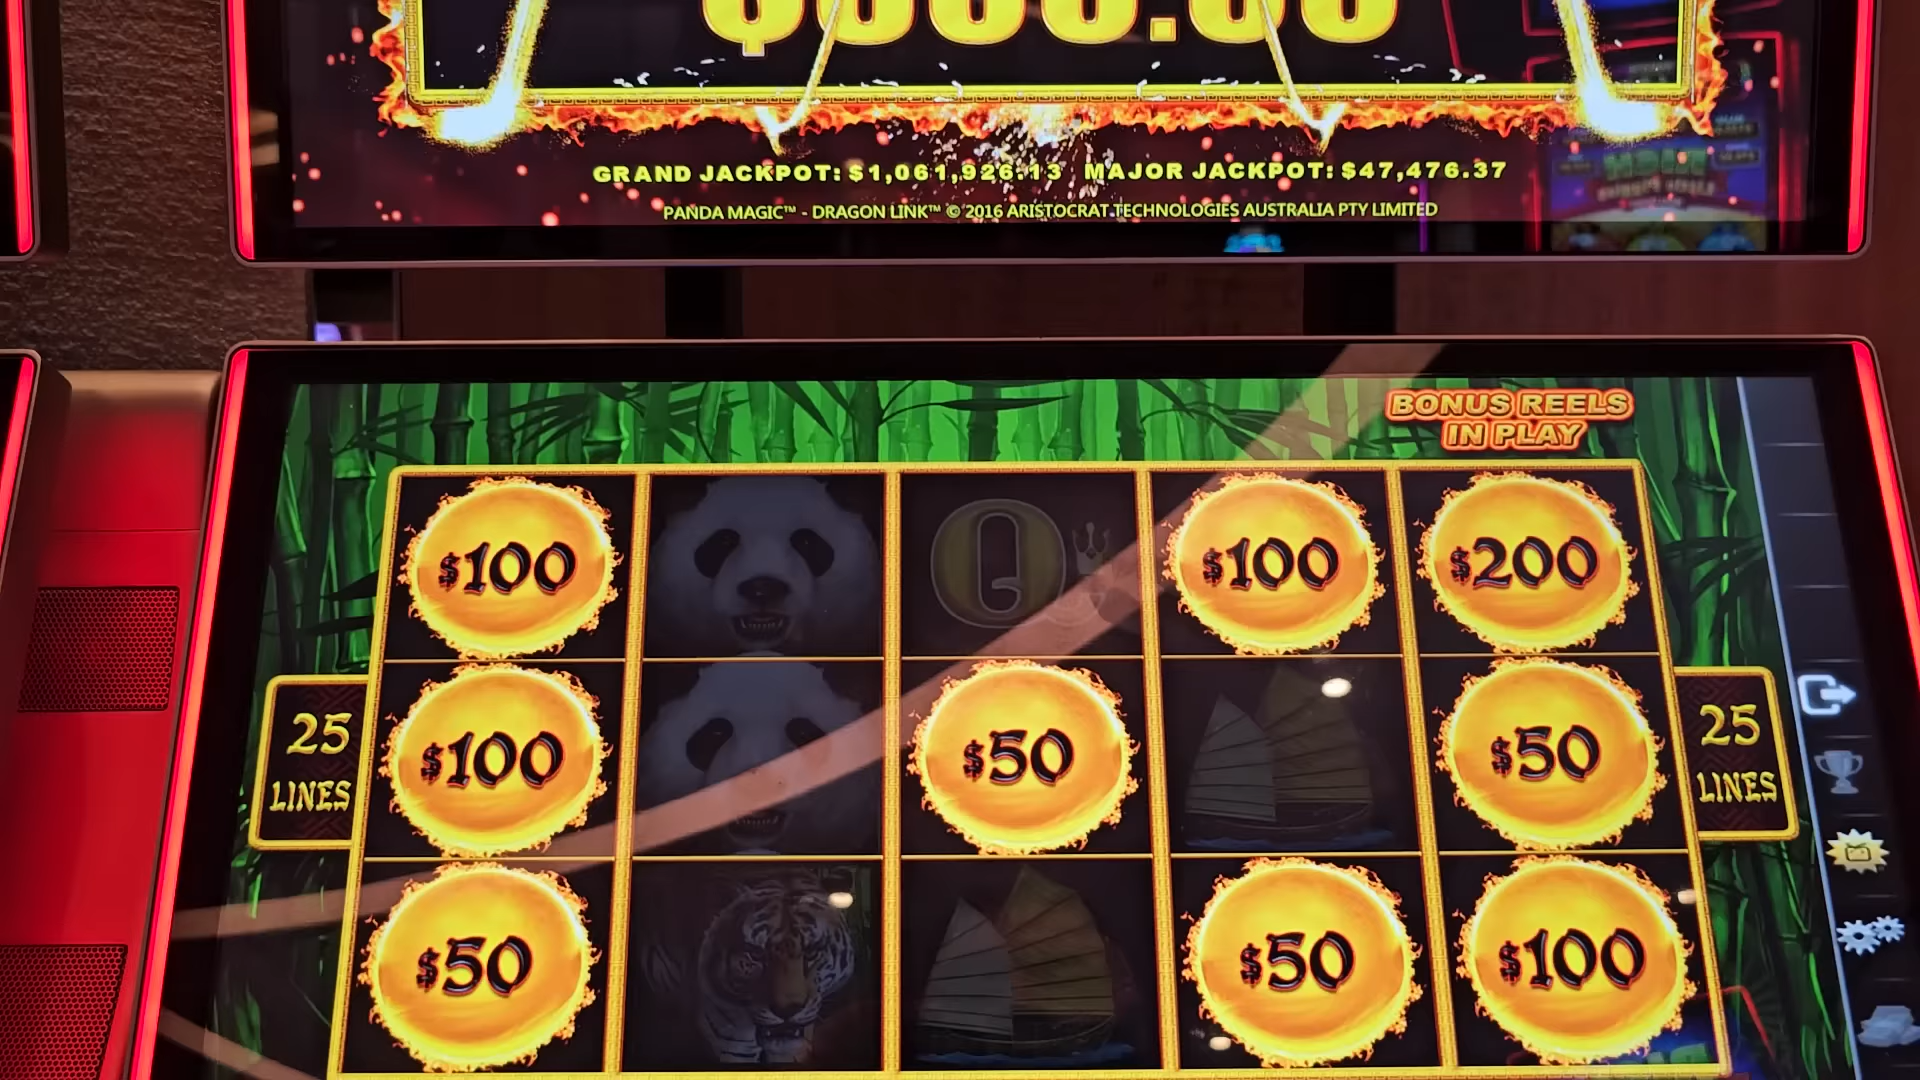 GRAND JACKPOT: $1,061,926.13 MAJOR JACKPOT: $47,476.37
PANDA MAGIC™ - DRAGON LINK™ © 2016 ARISTOCRAT TECHNOLOGIES AUSTRALIA PTY LIMITED
BONUS REELS
IN PLAY
$100 Q $100 $200
25
LINES
$100 $50 $50
25
LINES
$50 $50 $100